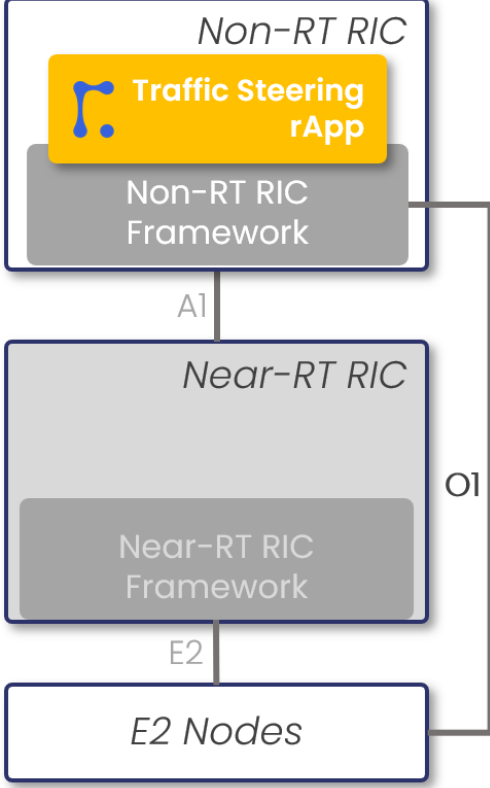 Non-RT RIC
Traffic Steering
rApp
Non-RT RIC
Framework
A1
Near-RT RIC
O1
Near-RT RIC
Framework
E2
E2 Nodes